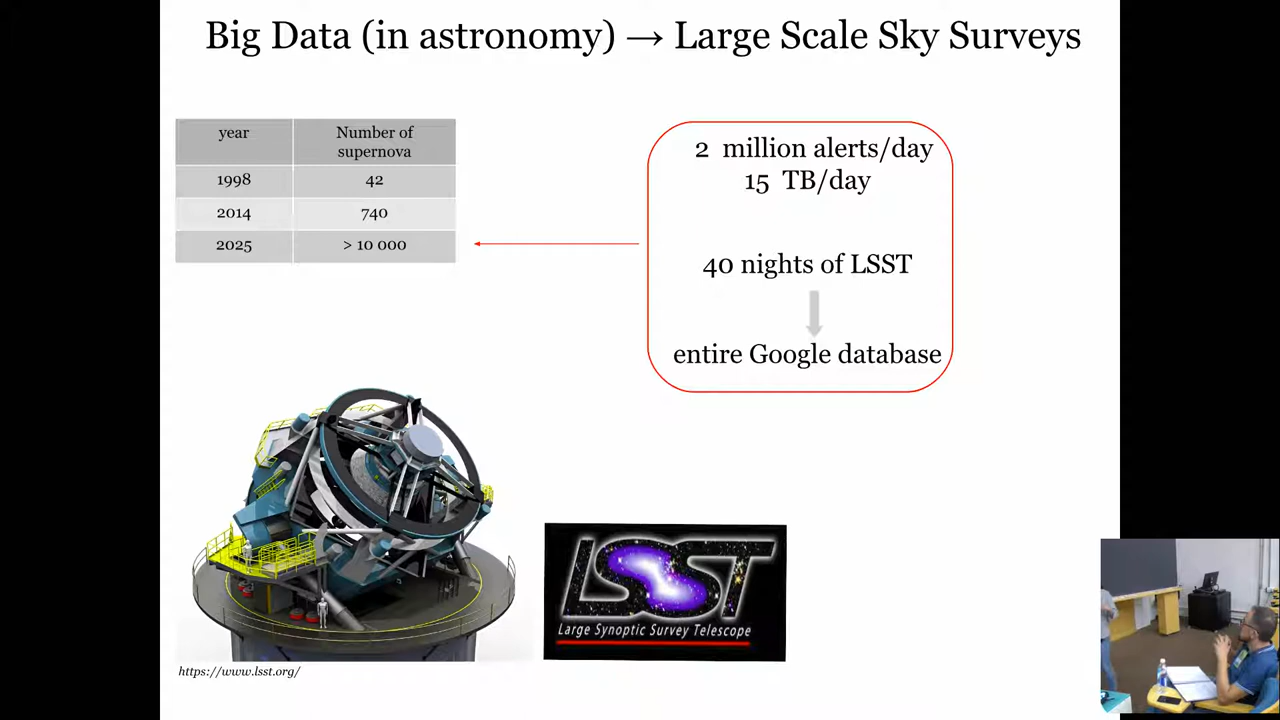 Big Data (in astronomy) → Large Scale Sky Surveys
year Number of
supernova
1998 42
2014 740
2025 > 10 000
2 million alerts/day
15 TB/day
40 nights of LSST
entire Google database
LSST
Large Synoptic Survey Telescope
https://www.lsst.org/